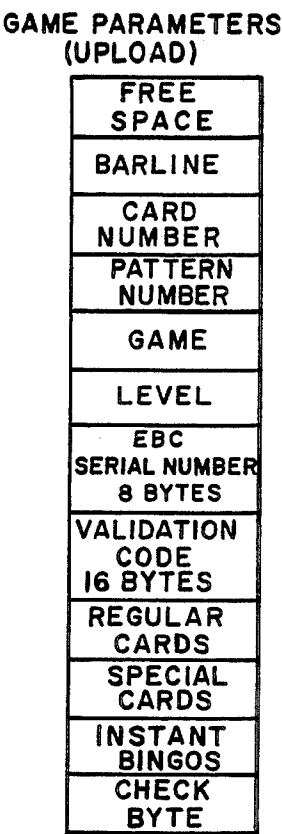 GAME PARAMETERS
(UPLOAD)
FREE
SPACE
BARLINE
CARD
NUMBER
PATTERN
NUMBER
GAME
LEVEL
EBC
SERIAL NUMBER
8 BYTES
VALIDATION
CODE
16 BYTES
REGULAR
CARDS
SPECIAL
CARDS
INSTANT
BINGOS
CHECK
BYTE